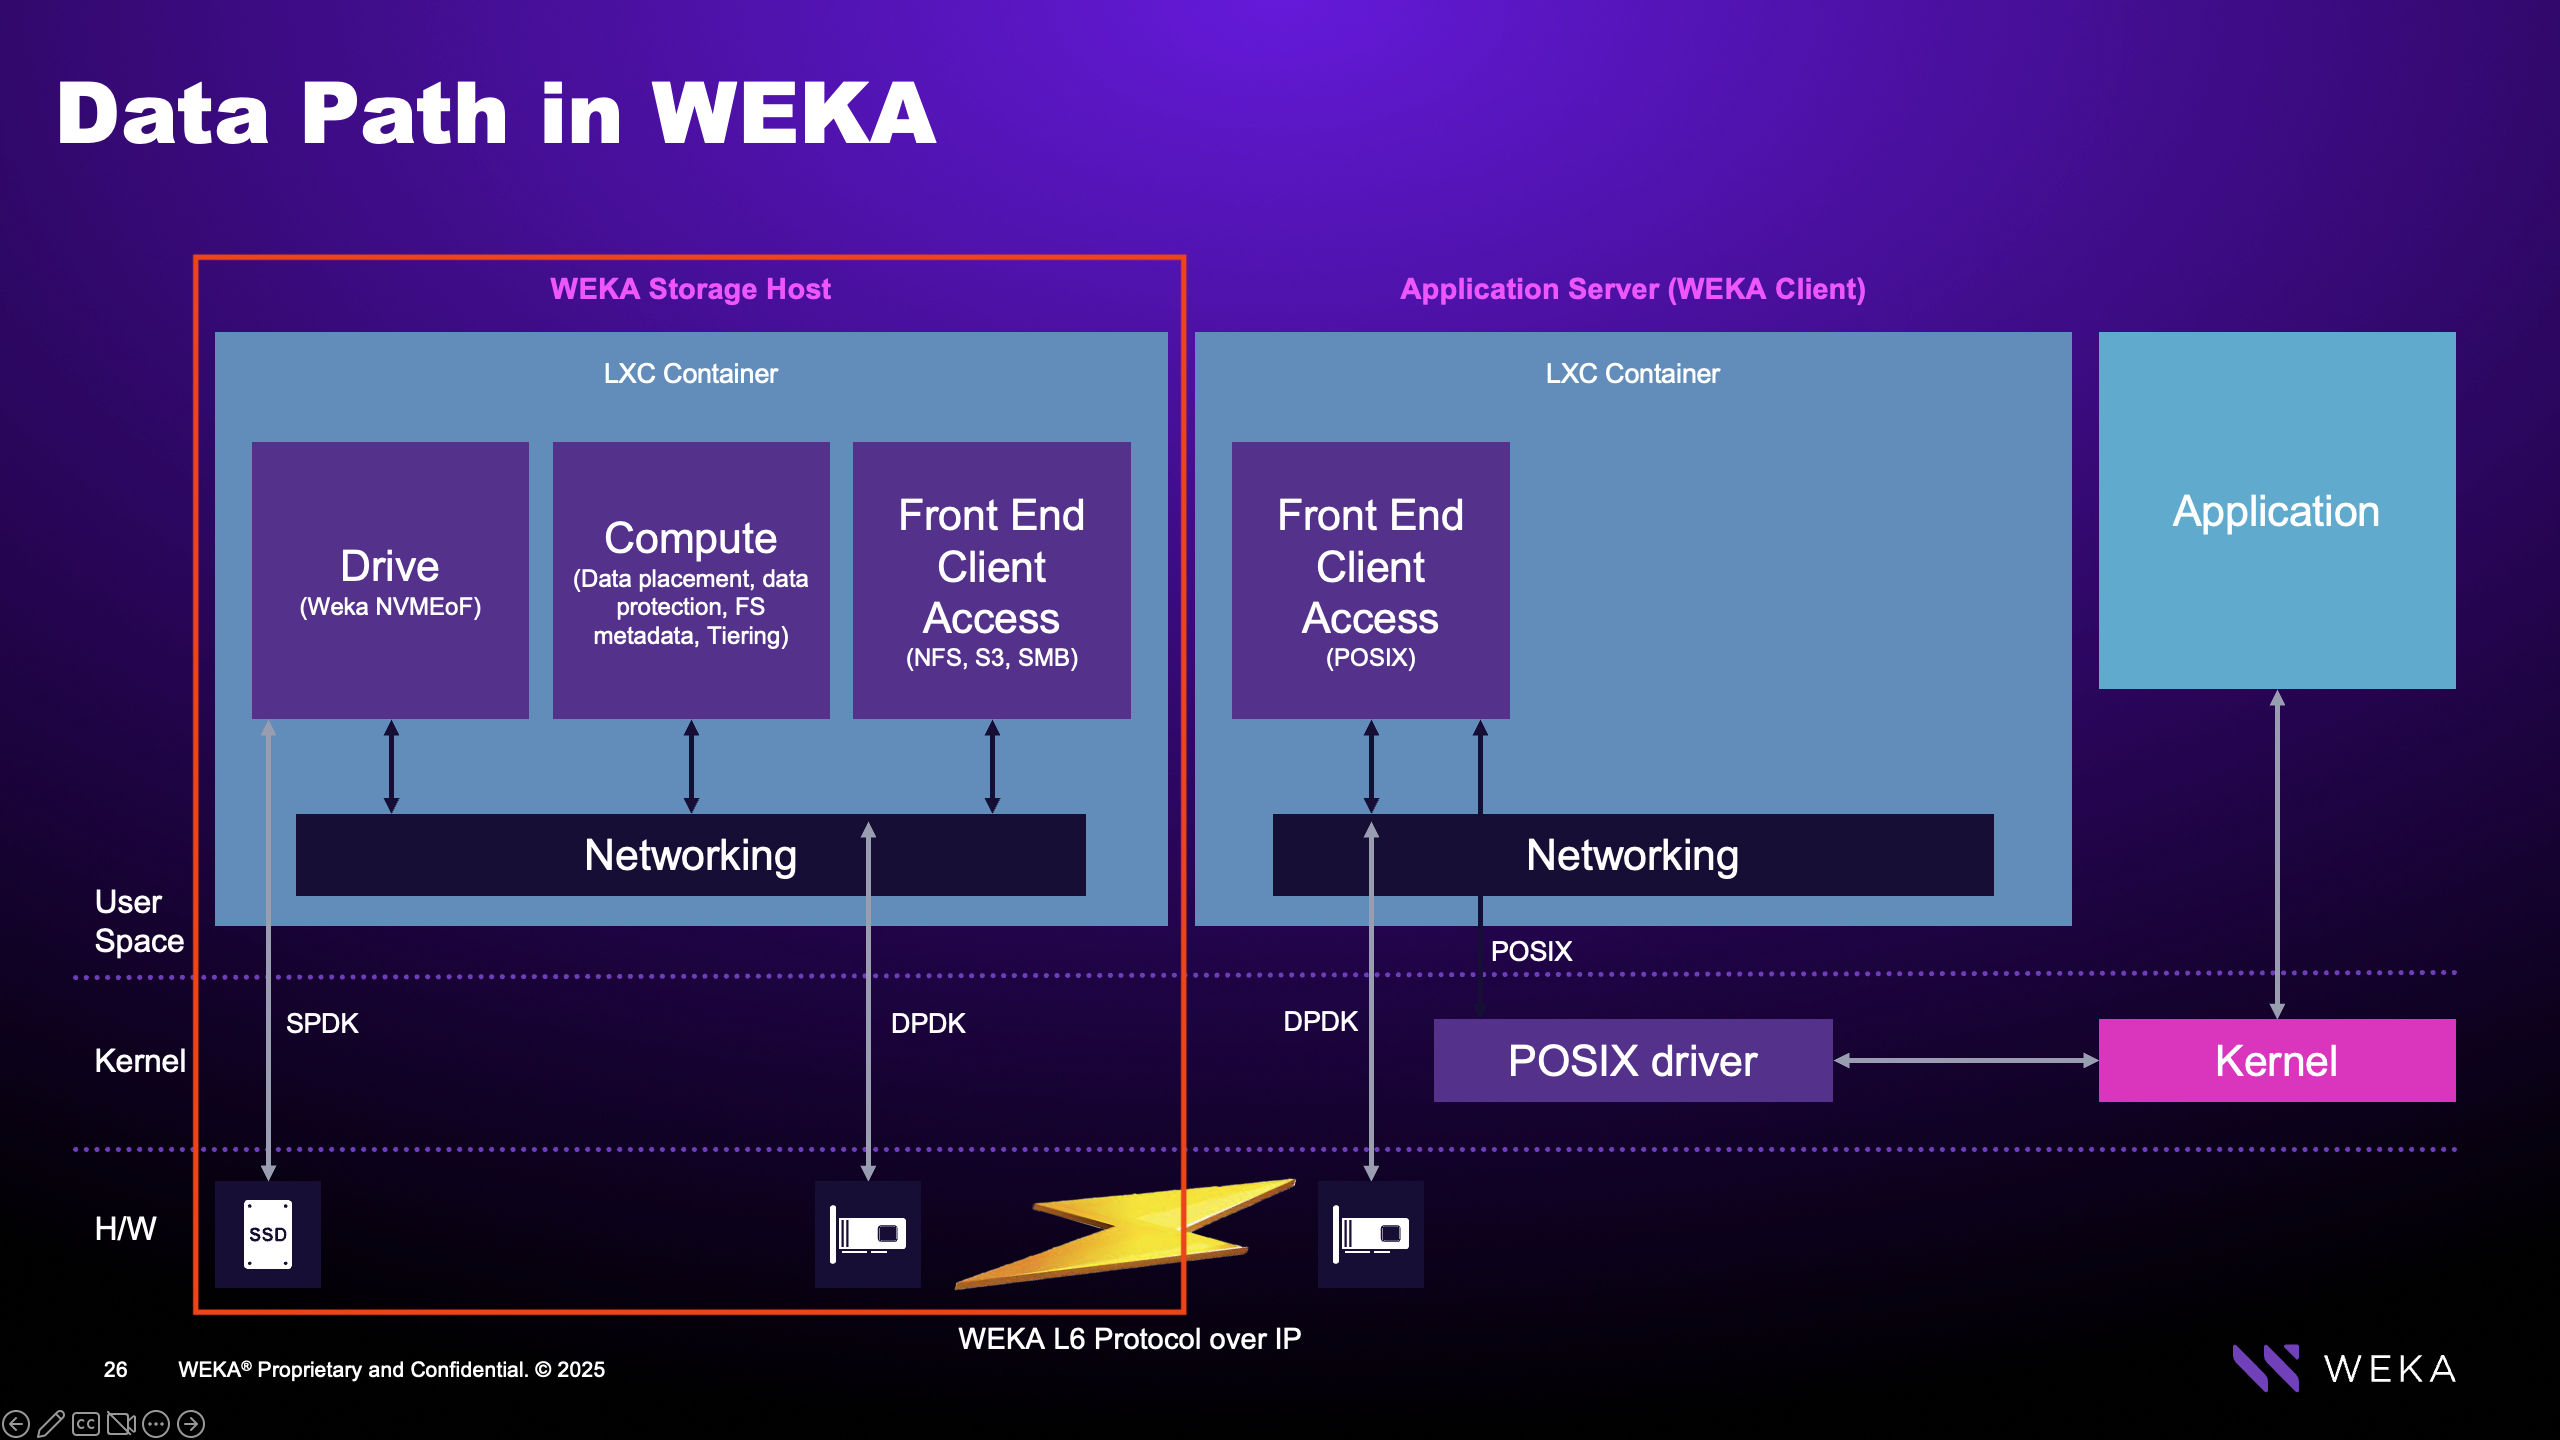 Data Path in WEKA
WEKA Storage Host
LXC Container
Drive
(Weka NVMEoF)
Compute
(Data placement, data
protection, FS
metadata, Tiering)
Front End
Client
Access
(NFS, S3, SMB)
Networking
Application Server (WEKA Client)
LXC Container
Front End
Client
Access
(POSIX)
Networking
Application
User
Space
POSIX
Kernel
SPDK
DPDK
DPDK
POSIX driver
Kernel
H/W
SSD
WEKA L6 Protocol over IP
26
WEKA® Proprietary and Confidential. © 2025
WEKA
CC